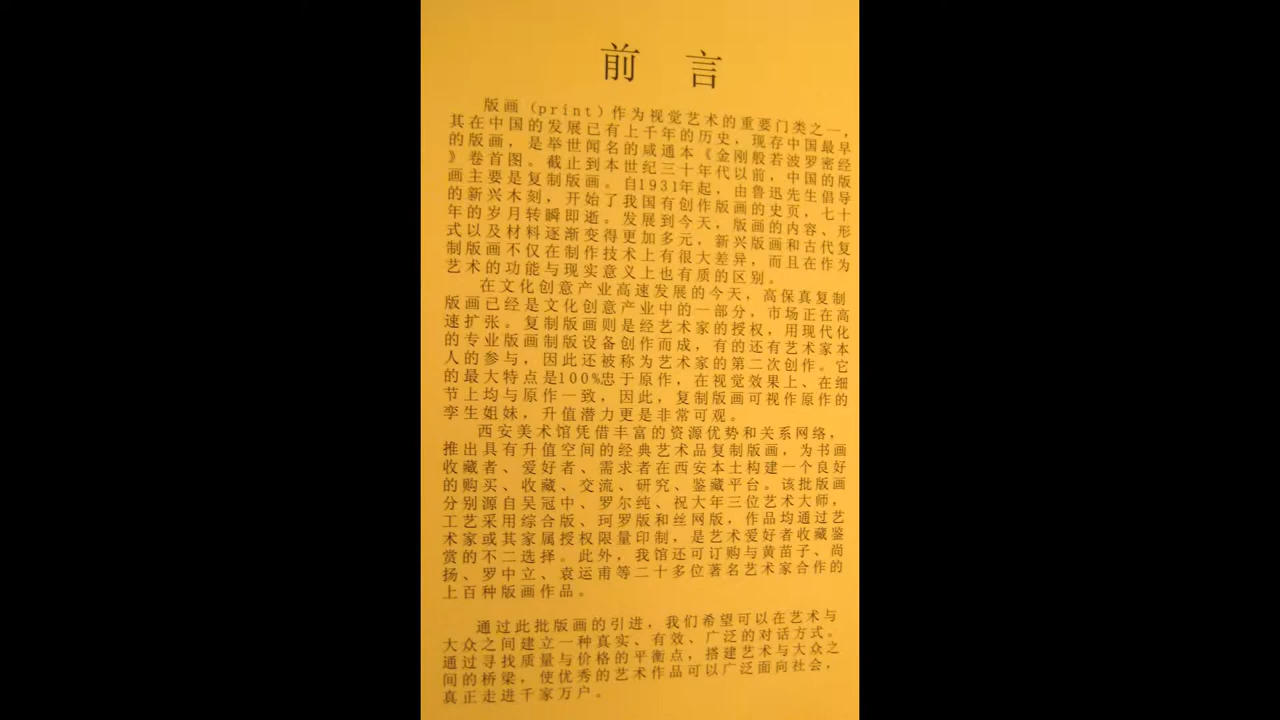 前 言
版画（print）作为视觉艺术的重要门类之一，
其在中国的发展已有上千年的历史，现存中国最早
的版画，是举世闻名的咸通本《金刚般若波罗密经
》卷首图。截止到本世纪三十年代以前，中国的版
画主要是复制版画。自1931年起，由鲁迅先生倡导
的新兴木刻，开始了我国有创作版画的史页，七十
年的岁月转瞬即逝。发展到今天，版画的内容、形
式以及材料逐渐变得更加多元，新兴版画和古代复
制版画不仅在制作技术上有很大差异，而且在作为
艺术的功能与现实意义上也有质的区别。
在文化创意产业高速发展的今天，高保真复制
版画已经是文化创意产业中的一部分，市场正在高
速扩张。复制版画则是经艺术家的授权，用现代化
的专业版画制版设备创作而成，有的还有艺术家本
人的参与，因此还被称为艺术家的第二次创作。它
的最大特点是100%忠于原作，在视觉效果上、在细
节上均与原作一致，因此，复制版画可视作原作的
孪生姐妹，升值潜力更是非常可观。
西安美术馆凭借丰富的资源优势和关系网络，
推出具有升值空间的经典艺术品复制版画，为书画
收藏者、爱好者、需求者在西安本土构建一个良好
的购买、收藏、交流、研究、鉴藏平台。该批版画
分别源自吴冠中、罗尔纯、祝大年三位艺术大师，
工艺采用综合版、珂罗版和丝网版，作品均通过艺
术家或其家属授权限量印制，是艺术爱好者收藏鉴
赏的不二选择。此外，我馆还可订购与黄苗子、尚
扬、罗中立、袁运甫等二十多位著名艺术家合作的
上百种版画作品。
通过此批版画的引进，我们希望可以在艺术与
大众之间建立一种真实、有效、广泛的对话方式。
通过寻找质量与价格的平衡点，搭建艺术与大众之
间的桥梁，使优秀的艺术作品可以广泛面向社会，
真正走进千家万户。